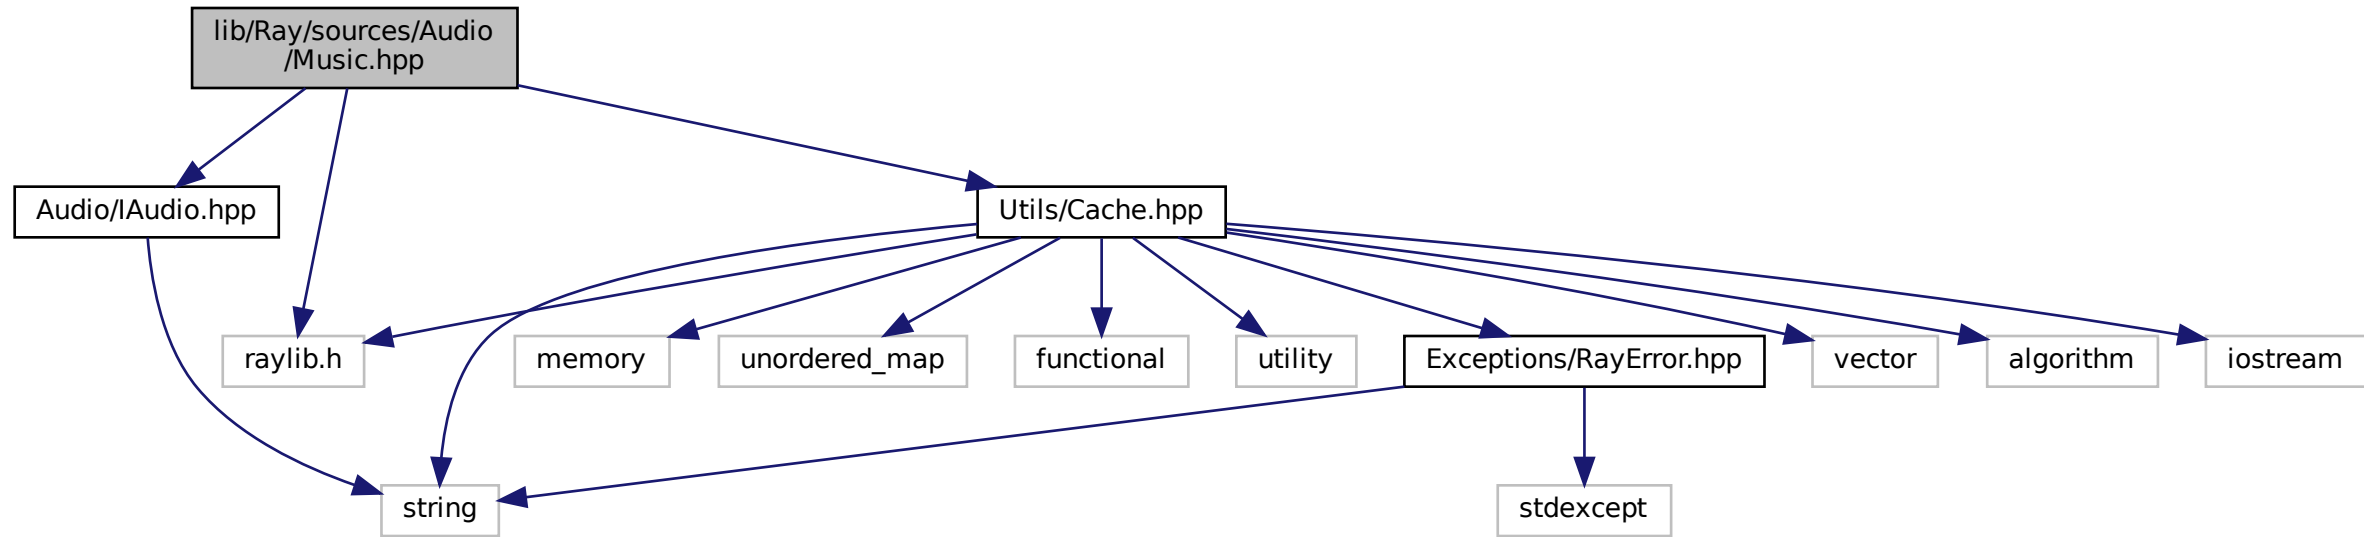 lib/Ray/sources/Audio
/Music.hpp
Audio/IAudio.hpp
Utils/Cache.hpp
raylib.h
memory
unordered_map
functional
utility
Exceptions/RayError.hpp
vector
algorithm
iostream
string
stdexcept